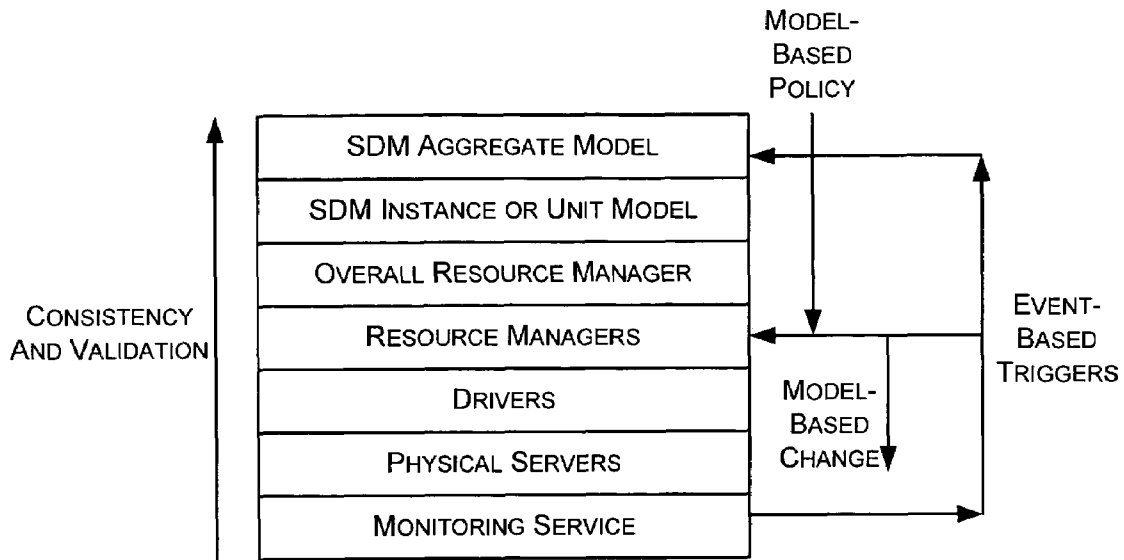 MODEL-
BASED
POLICY
SDM AGGREGATE MODEL
SDM INSTANCE OR UNIT MODEL
OVERALL RESOURCE MANAGER
RESOURCE MANAGERS
DRIVERS
PHYSICAL SERVERS
MONITORING SERVICE
CONSISTENCY
AND VALIDATION
MODEL-
BASED
CHANGE
EVENT-
BASED
TRIGGERS